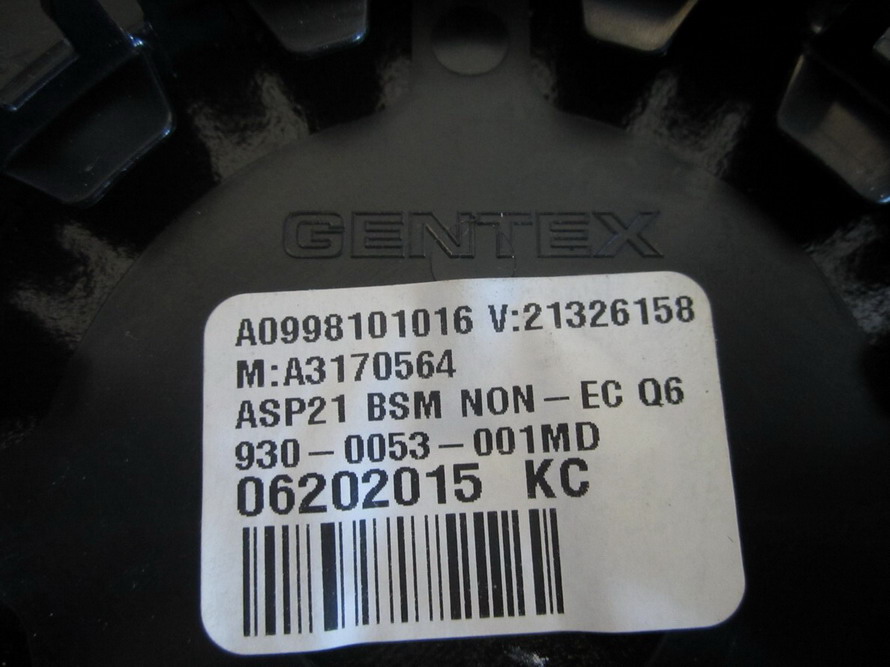 GENTEX
A0998101016 V:21326158
M:A3170564
ASP21 BSM NON-EC Q6
930-0053-001MD
06202015 KC